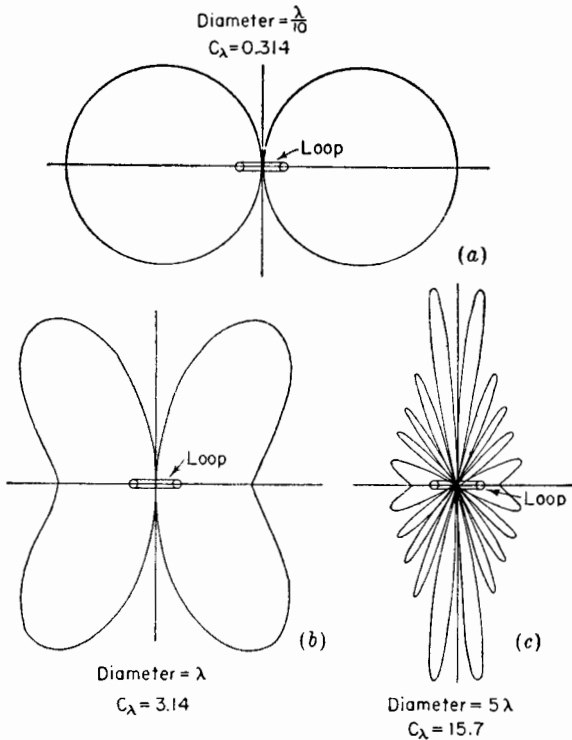 Diameter = λ/10
Cλ = 0.314
Loop
(a)
Loop
(b)
Diameter = λ
Cλ = 3.14
Loop
(c)
Diameter = 5λ
Cλ = 15.7